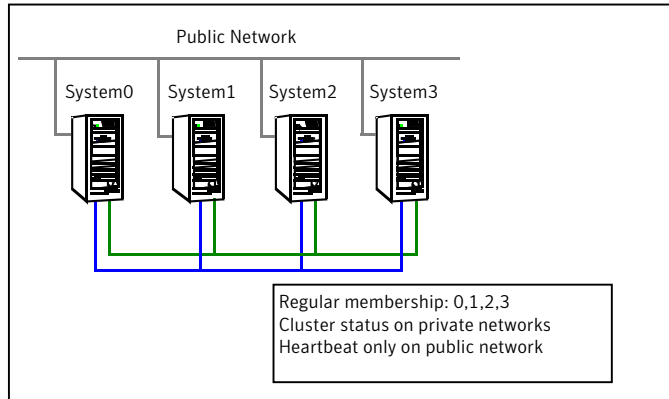 Public Network
System0
System1
System2
System3
Regular membership: 0,1,2,3
Cluster status on private networks
Heartbeat only on public network